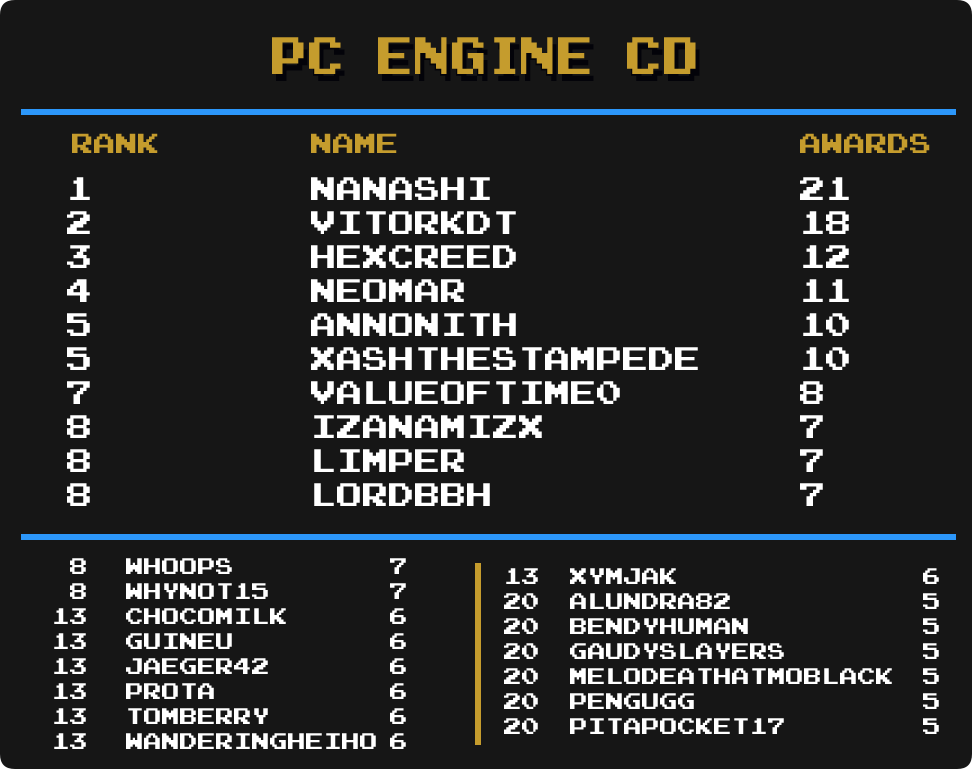 PC ENGINE CD
RANK NAME AWARDS
1 NANASHI 21
2 VITORKDT 18
3 HEXCREED 12
4 NEOMAR 11
5 ANNONITH 10
5 XASHTHESTAMPEDE 10
7 VALUEOFTIME0 8
8 IZANAMIZX 7
8 LIMPER 7
8 LORDBBH 7
8 WHOOPS 7
8 WHYNOT15 7
13 CHOCOMILK 6
13 GUINEU 6
13 JAEGER42 6
13 PROTA 6
13 TOMBERRY 6
13 WANDERINGHEIHO 6
13 XYMJAK 6
20 ALUNDRA82 5
20 BENDYHUMAN 5
20 GAUDYSLAYERS 5
20 MELODEATHATMOBLACK 5
20 PENGUGG 5
20 PITAPOCKET17 5